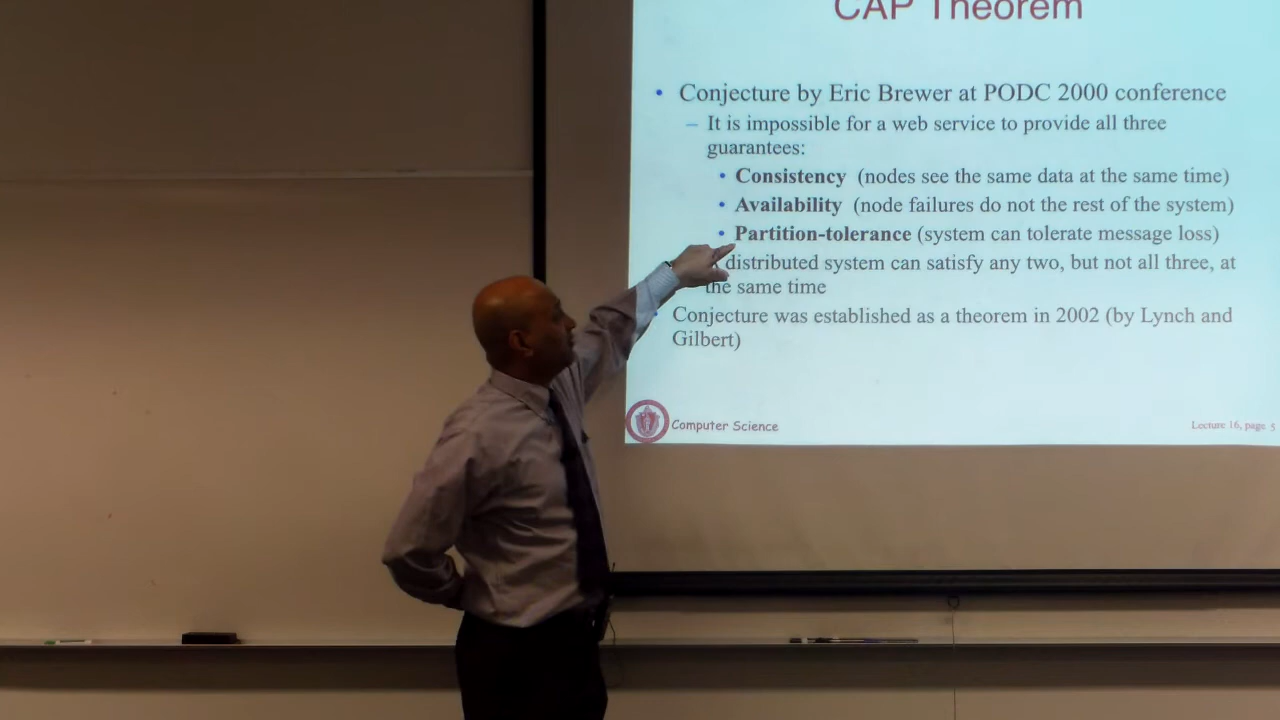 CAP Theorem
• Conjecture by Eric Brewer at PODC 2000 conference
– It is impossible for a web service to provide all three
guarantees:
• Consistency (nodes see the same data at the same time)
• Availability (node failures do not the rest of the system)
• Partition-tolerance (system can tolerate message loss)
distributed system can satisfy any two, but not all three, at
the same time
Conjecture was established as a theorem in 2002 (by Lynch and
Gilbert)
Computer Science
Lecture 16, page 5